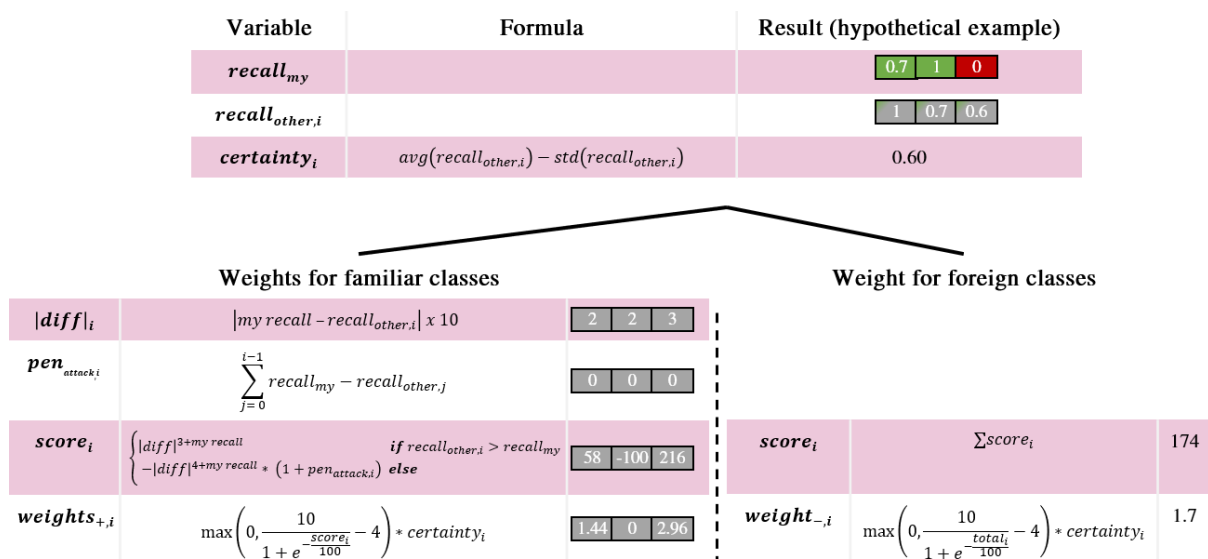 Variable Formula Result (hypothetical example)
recall_my 0.7 1 0
recall_other,i 1 0.7 0.6
certainty_i avg(recall_other,i) − std(recall_other,i) 0.60
Weights for familiar classes Weight for foreign classes
|diff|_i |my recall − recall_other,i| x 10 2 2 3
pen_attack,i ∑_{j=0}^{i−1} recall_my − recall_other,j 0 0 0
score_i { |diff|^{3+my recall} if recall_other,i > recall_my 58 -100 216 score_i ∑score_i 174
−|diff|^{4+my recall} * (1 + pen_attack,i) else
weights_+,i max(0, 10 / (1 + e^{−score_i/100}) − 4) * certainty_i 1.44 0 2.96 weight_−,i max(0, 10 / (1 + e^{−total_i/100}) − 4) * certainty_i 1.7